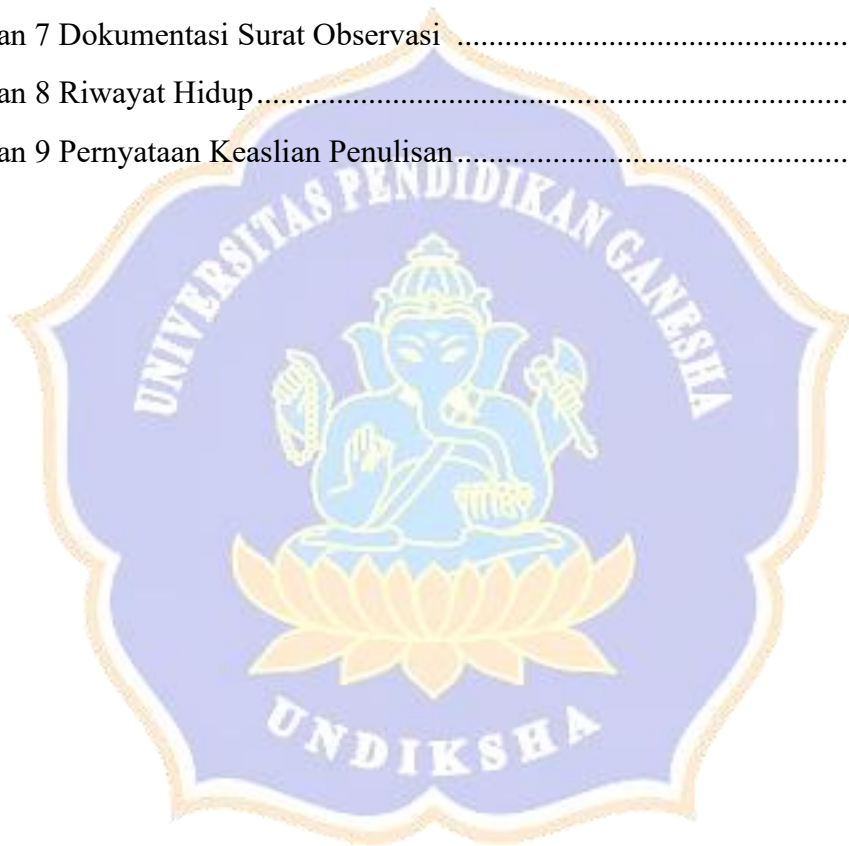 an 7 Dokumentasi Surat Observasi ....................................................
an 8 Riwayat Hidup...............................................................................
an 9 Pernyataan Keaslian Penulisan....................................................
UNIVERSITAS PENDIDIKAN GANESHA
UNDIKSHA